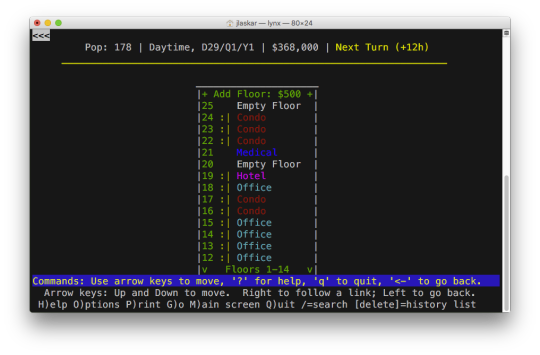 jlaskar — lynx — 80×24
<<<
Pop: 178 | Daytime, D29/Q1/Y1 | $368,000 | Next Turn (+12h)
|+ Add Floor: $500 +|
|25 Empty Floor |
|24 :| Condo |
|23 :| Condo |
|22 :| Condo |
|21 Medical |
|20 Empty Floor |
|19 :| Hotel |
|18 :| Office |
|17 :| Condo |
|16 :| Condo |
|15 :| Office |
|14 :| Office |
|13 :| Office |
|12 :| Office |
|v Floors 1-14 v|
Commands: Use arrow keys to move, '?' for help, 'q' to quit, '<-' to go back.
Arrow keys: Up and Down to move. Right to follow a link; Left to go back.
H)elp O)ptions P)rint G)o M)ain screen Q)uit /=search [delete]=history list